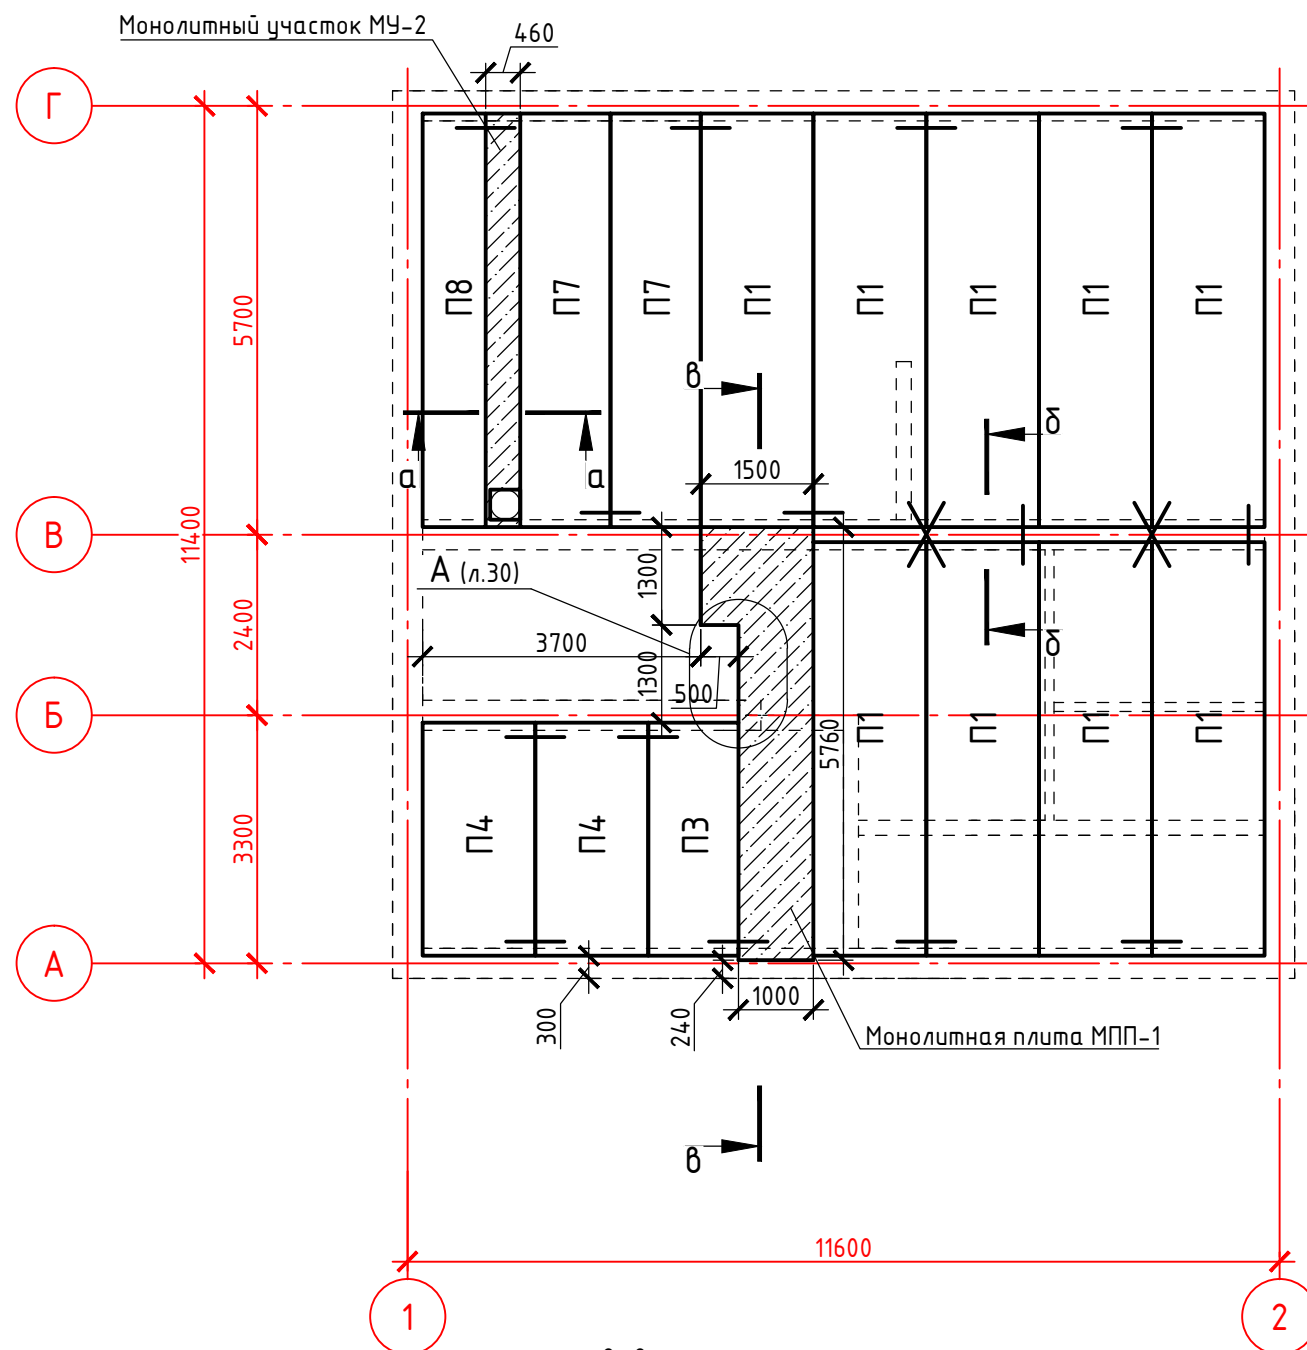 Монолитный участок МУ-2
460
Г
5700
П8
П7
П7
П1
П1
П1
П1
П1
в
б
1500
а
а
11400
В
А (л.30)
1300
2400
3700
1300
б
500
Б
5760
П1
П1
П1
П1
3300
П4
П4
П3
А
300
240
1000
Монолитная плита МПП-1
в
11600
1
2